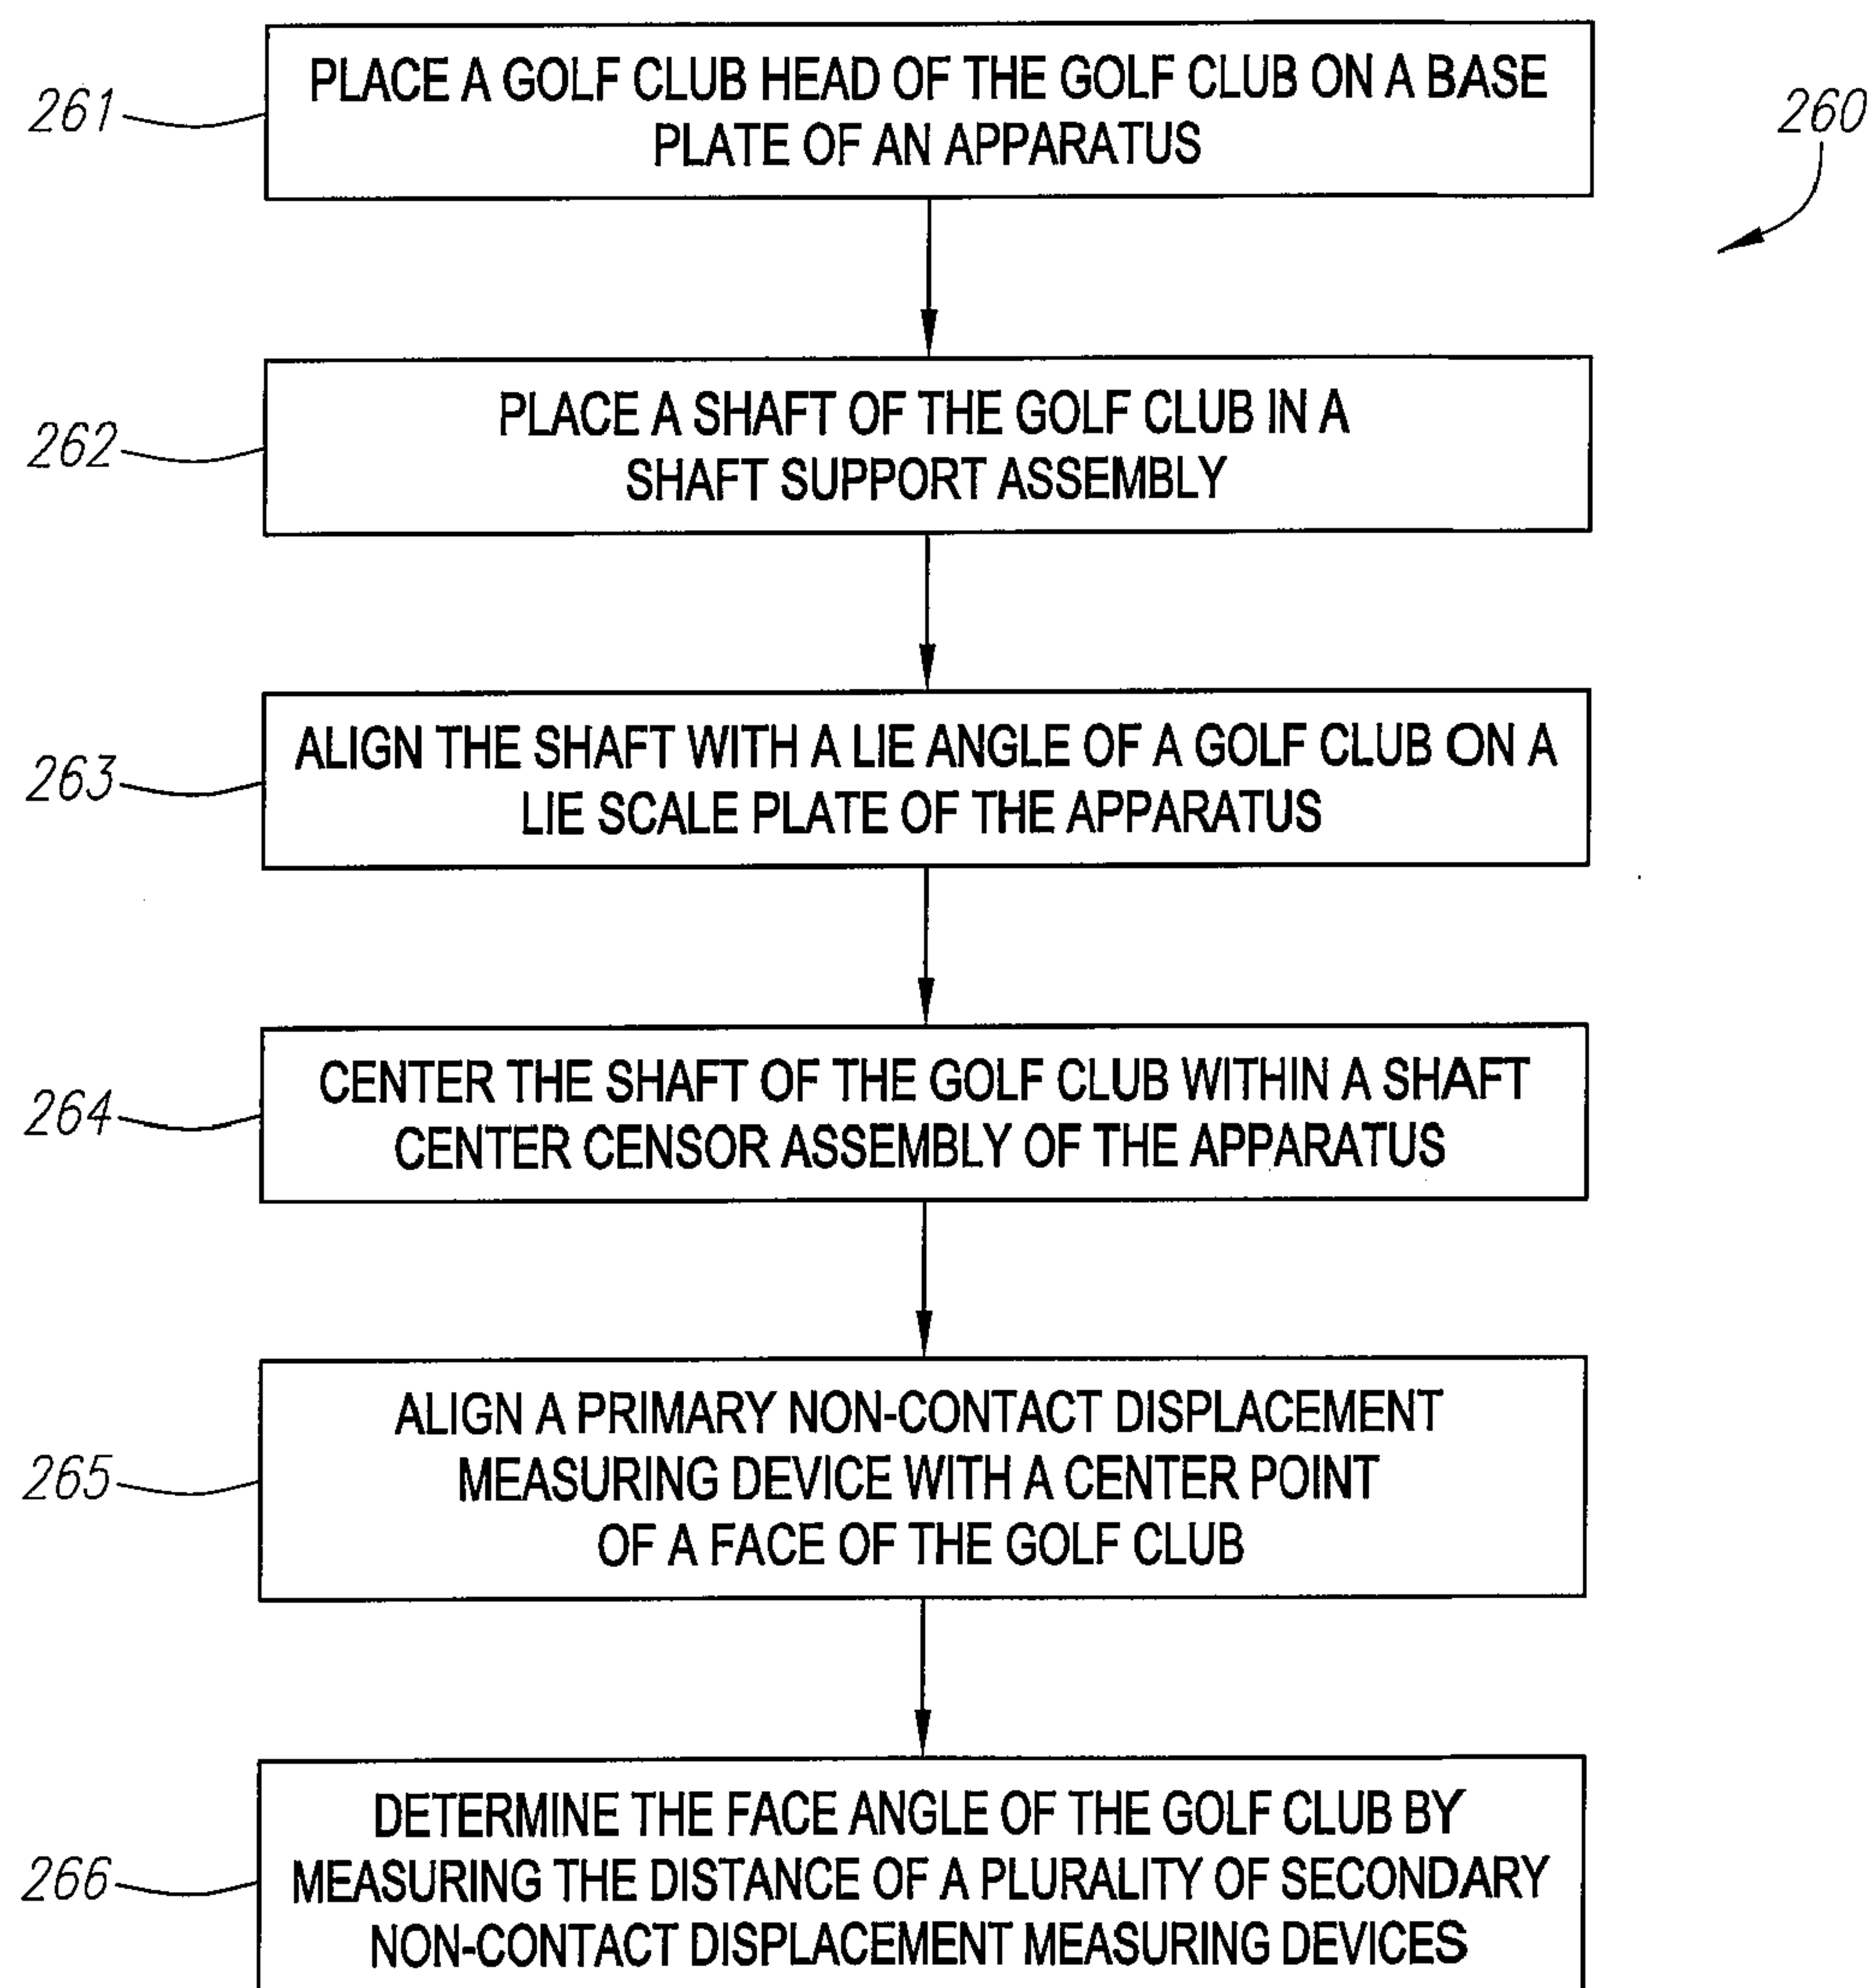 261
PLACE A GOLF CLUB HEAD OF THE GOLF CLUB ON A BASE
PLATE OF AN APPARATUS
260
262
PLACE A SHAFT OF THE GOLF CLUB IN A
SHAFT SUPPORT ASSEMBLY
263
ALIGN THE SHAFT WITH A LIE ANGLE OF A GOLF CLUB ON A
LIE SCALE PLATE OF THE APPARATUS
264
CENTER THE SHAFT OF THE GOLF CLUB WITHIN A SHAFT
CENTER CENSOR ASSEMBLY OF THE APPARATUS
265
ALIGN A PRIMARY NON-CONTACT DISPLACEMENT
MEASURING DEVICE WITH A CENTER POINT
OF A FACE OF THE GOLF CLUB
266
DETERMINE THE FACE ANGLE OF THE GOLF CLUB BY
MEASURING THE DISTANCE OF A PLURALITY OF SECONDARY
NON-CONTACT DISPLACEMENT MEASURING DEVICES